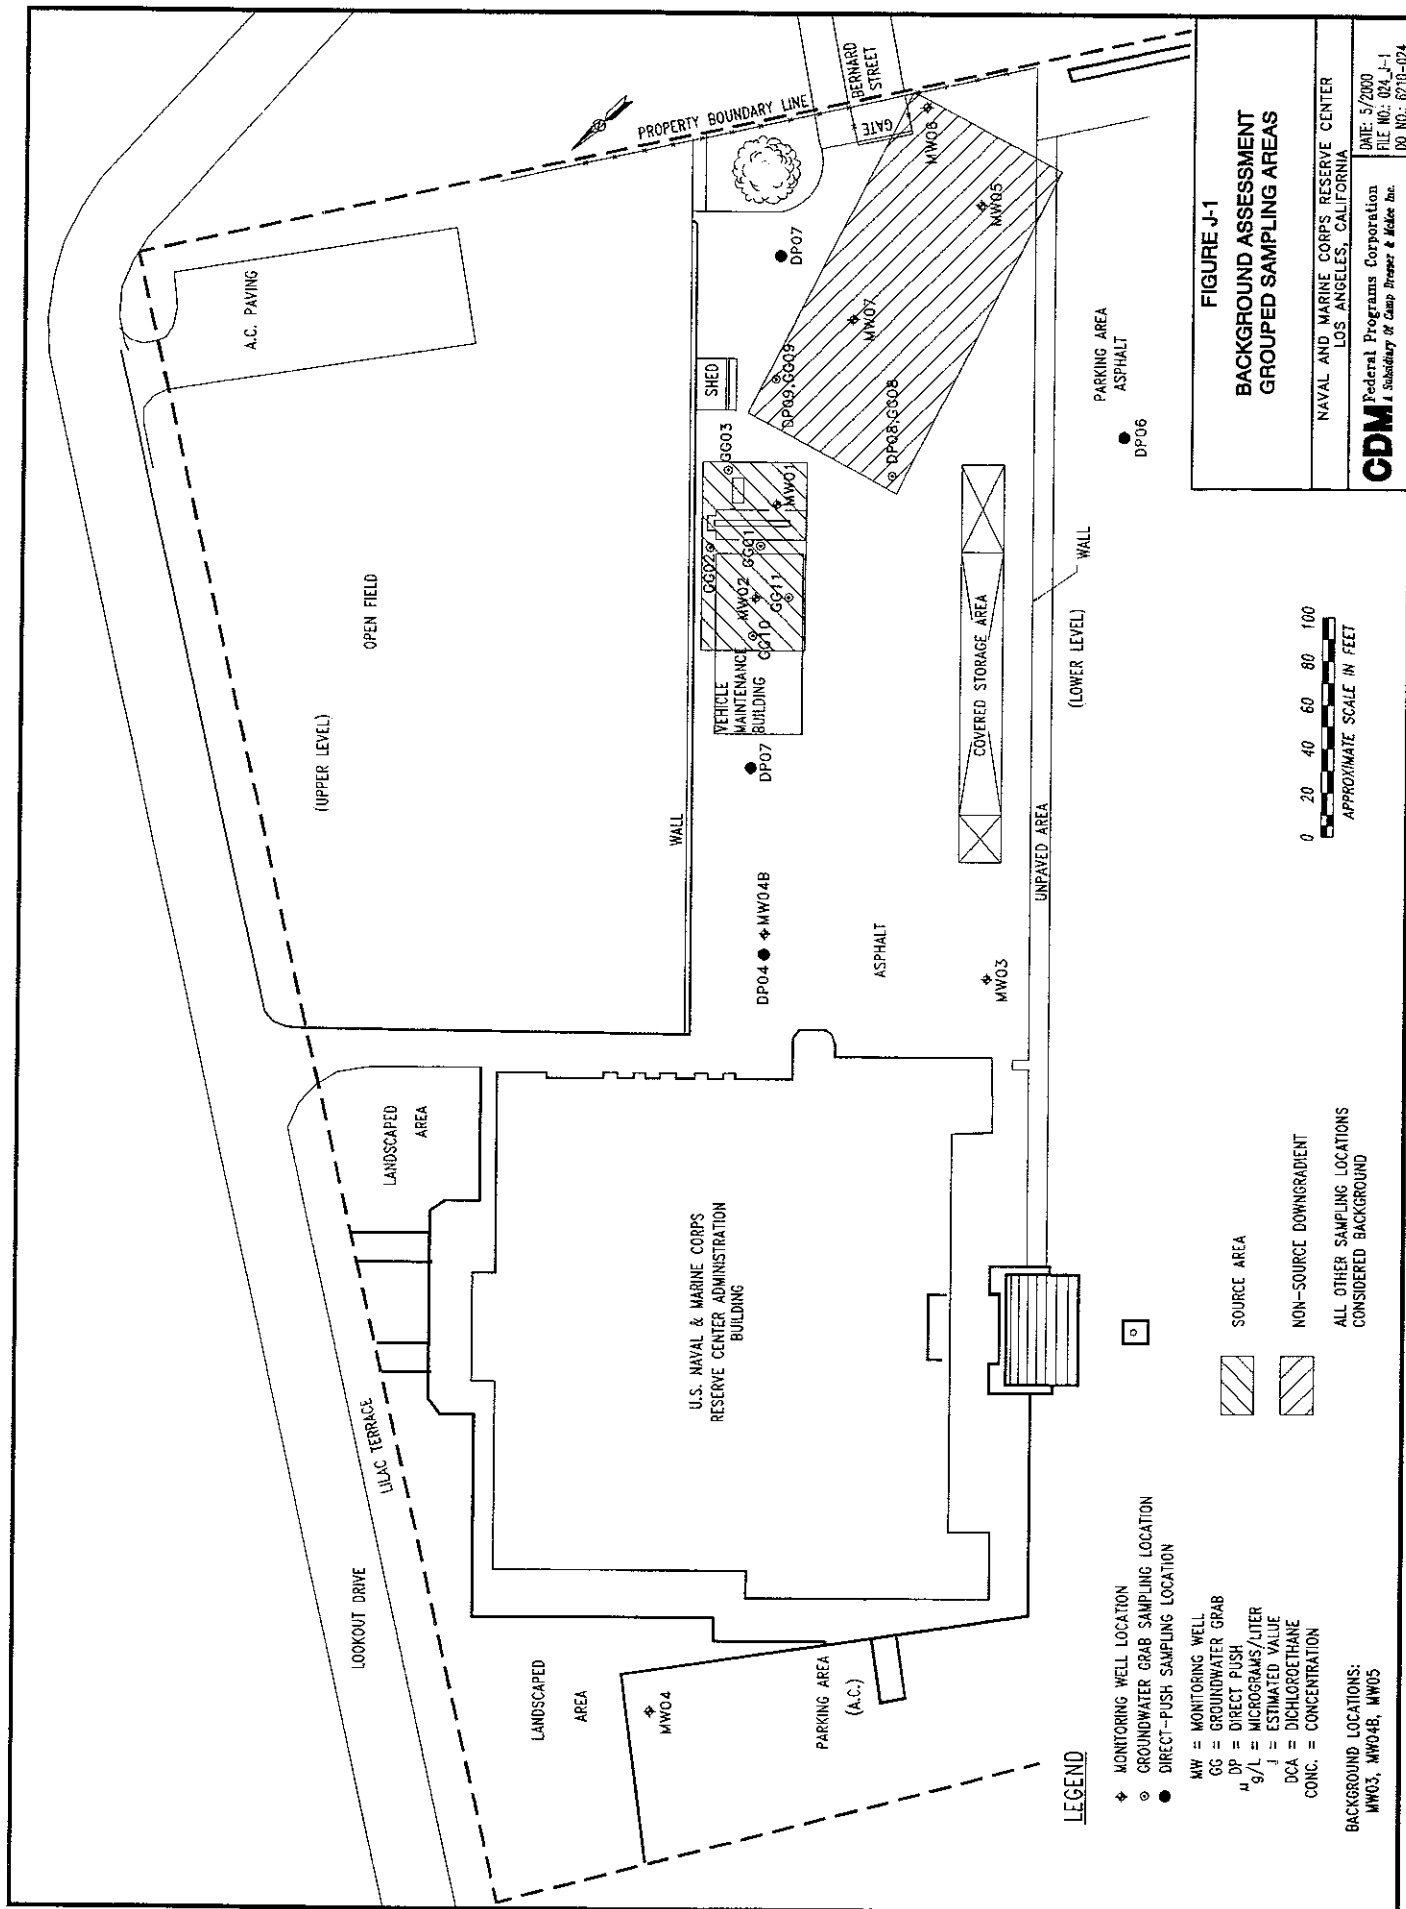 LOOKOUT DRIVE
LILAC TERRACE
LANDSCAPED
AREA
LANDSCAPED
AREA
(UPPER LEVEL)
OPEN FIELD
A.C. PAVING
PROPERTY BOUNDARY LINE
BERNARD
STREET
GATE
MW04
PARKING AREA
(A.C.)
U.S. NAVAL & MARINE CORPS
RESERVE CENTER ADMINISTRATION
BUILDING
WALL
DP04
MW04B
DP07
VEHICLE
MAINTENANCE
BUILDING
GG10
MW02
GG11
GG02
GG01
MW01
GG03
SHED
DP09,GG09
DP07
MW07
DP08,GG08
MW05
MW06
ASPHALT
MW03
COVERED STORAGE AREA
UNPAVED AREA
(LOWER LEVEL)
WALL
PARKING AREA
ASPHALT
DP06
LEGEND
MONITORING WELL LOCATION
GROUNDWATER GRAB SAMPLING LOCATION
DIRECT-PUSH SAMPLING LOCATION
MW = MONITORING WELL
GG = GROUNDWATER GRAB
DP = DIRECT PUSH
µg/L = MICROGRAMS/LITER
J = ESTIMATED VALUE
DCA = DICHLOROETHANE
CONC. = CONCENTRATION
BACKGROUND LOCATIONS:
MW03, MW04B, MW05
SOURCE AREA
NON-SOURCE DOWNGRADIENT
ALL OTHER SAMPLING LOCATIONS
CONSIDERED BACKGROUND
0 20 40 60 80 100
APPROXIMATE SCALE IN FEET
FIGURE J-1
BACKGROUND ASSESSMENT
GROUPED SAMPLING AREAS
NAVAL AND MARINE CORPS RESERVE CENTER
LOS ANGELES, CALIFORNIA
CDM Federal Programs Corporation
A Subsidiary Of Camp Dresser & McKee Inc.
DATE: 5/2000
FILE NO.: 024_J-1
DO NO.: 6210-024